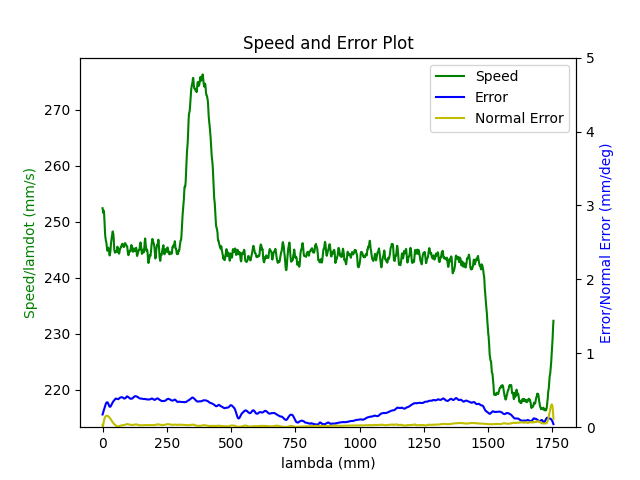 Speed and Error Plot
Speed
Error
Normal Error
270
260
250
240
230
220
Speed/lamdot (mm/s)
5
4
3
2
1
0
Error/Normal Error (mm/deg)
0 250 500 750 1000 1250 1500 1750
lambda (mm)